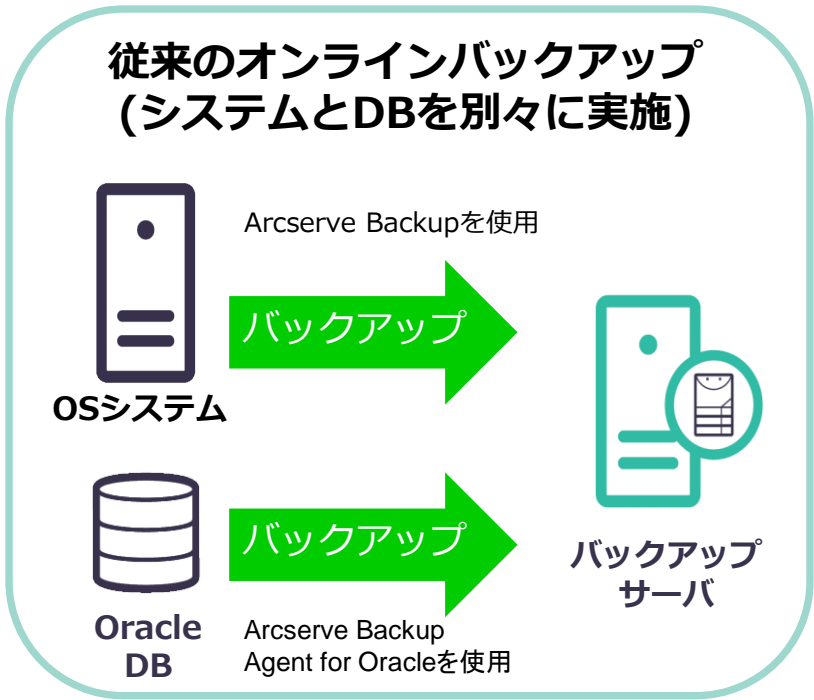 従来のオンラインバックアップ
(システムとDBを別々に実施)
Arcserve Backupを使用
バックアップ
OSシステム
バックアップ
バックアップ
サーバ
Oracle
DB
Arcserve Backup
Agent for Oracleを使用